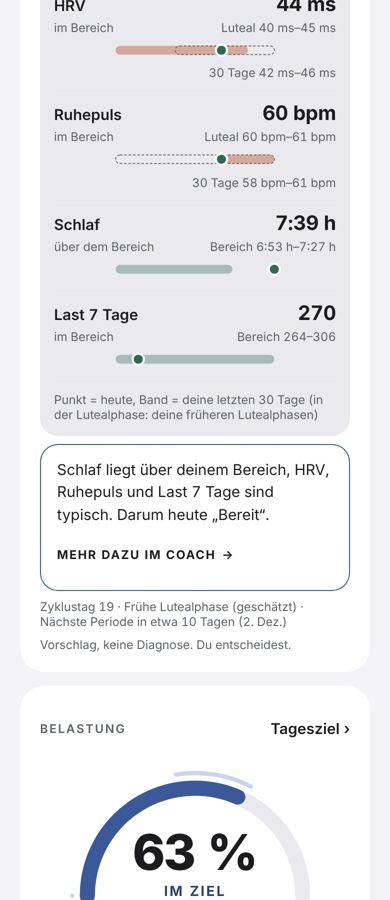 HRV 44 ms
im Bereich Luteal 40 ms–45 ms
30 Tage 42 ms–46 ms
Ruhepuls 60 bpm
im Bereich Luteal 60 bpm–61 bpm
30 Tage 58 bpm–61 bpm
Schlaf 7:39 h
über dem Bereich Bereich 6:53 h–7:27 h
Last 7 Tage 270
im Bereich Bereich 264–306
Punkt = heute, Band = deine letzten 30 Tage (in
der Lutealphase: deine früheren Lutealphasen)
Schlaf liegt über deinem Bereich, HRV,
Ruhepuls und Last 7 Tage sind
typisch. Darum heute „Bereit“.
MEHR DAZU IM COACH →
Zyklustag 19 · Frühe Lutealphase (geschätzt) ·
Nächste Periode in etwa 10 Tagen (2. Dez.)
Vorschlag, keine Diagnose. Du entscheidest.
BELASTUNG Tagesziel ›
63 %
IM ZIEL